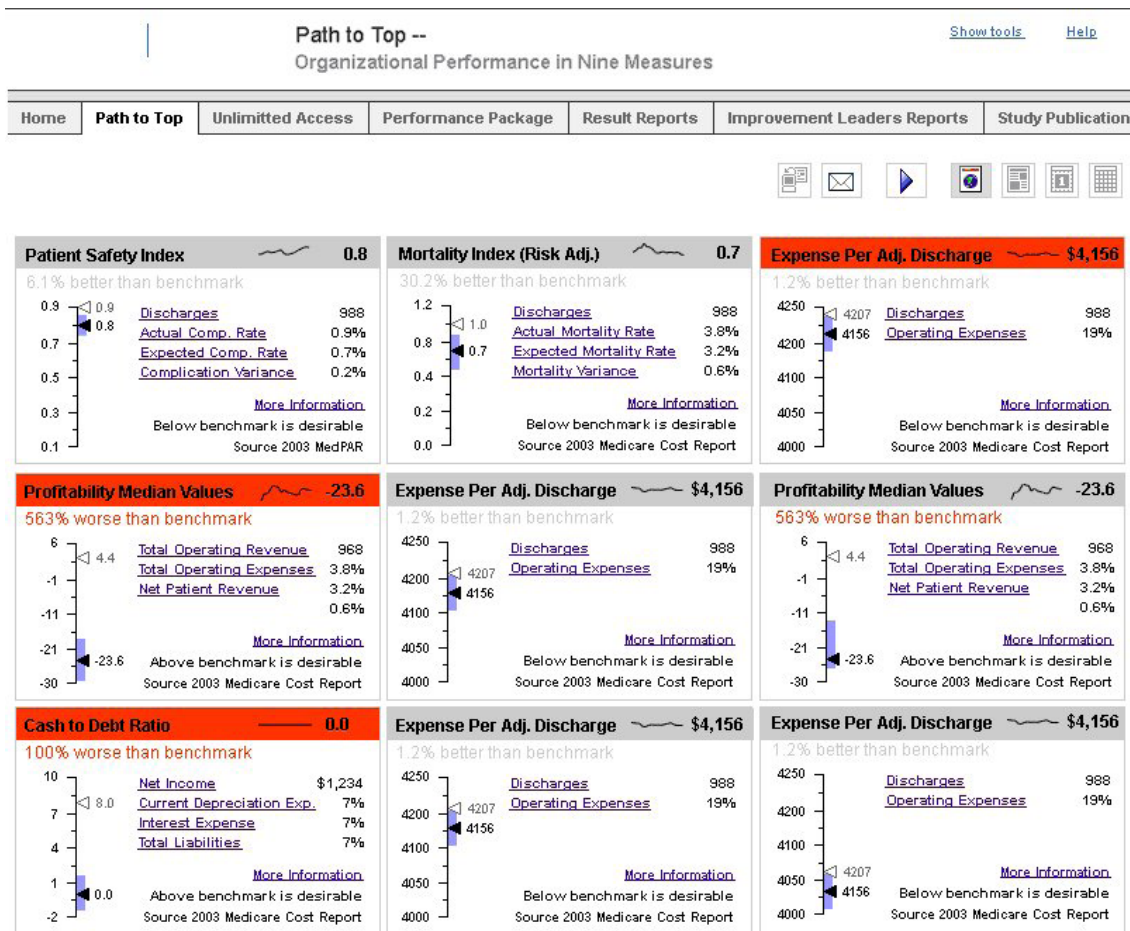 Path to Top --
Show tools Help
Organizational Performance in Nine Measures
Home Path to Top Unlimitted Access Performance Package Result Reports Improvement Leaders Reports Study Publication
1
Patient Safety Index 0.8
6.1% better than benchmark
0.9 0.9 Discharges 988
0.8 Actual Comp. Rate 0.9%
0.7 Expected Comp. Rate 0.7%
0.5 Complication Variance 0.2%
More Information
0.3 Below benchmark is desirable
0.1 Source 2003 MedPAR
Mortality Index (Risk Adj.) 0.7
30.2% better than benchmark
1.2 Discharges 988
1.0 Actual Mortality Rate 3.8%
0.8 0.7 Expected Mortality Rate 3.2%
0.4 Mortality Variance 0.6%
More Information
0.2 Below benchmark is desirable
0.0 Source 2003 Medicare Cost Report
Expense Per Adj. Discharge $4,156
1.2% better than benchmark
4250 4207 Discharges 988
4200 4156 Operating Expenses 19%
4100
More Information
4050 Below benchmark is desirable
4000 Source 2003 Medicare Cost Report
Profitability Median Values -23.6
563% worse than benchmark
6 4.4 Total Operating Revenue 968
Total Operating Expenses 3.8%
-1 Net Patient Revenue 3.2%
-11 0.6%
-21 More Information
-23.6 Above benchmark is desirable
-30 Source 2003 Medicare Cost Report
Expense Per Adj. Discharge $4,156
1.2% better than benchmark
4250 Discharges 988
4200 4207 Operating Expenses 19%
4156
4100
4050 More Information
Below benchmark is desirable
4000 Source 2003 Medicare Cost Report
Profitability Median Values -23.6
563% worse than benchmark
6 4.4 Total Operating Revenue 968
Total Operating Expenses 3.8%
-1 Net Patient Revenue 3.2%
-11 0.6%
-21 More Information
-23.6 Above benchmark is desirable
-30 Source 2003 Medicare Cost Report
Cash to Debt Ratio 0.0
100% worse than benchmark
10 Net Income $1,234
8.0 Current Depreciation Exp. 7%
7 Interest Expense 7%
4 Total Liabilities 7%
1 More Information
0.0 Above benchmark is desirable
-2 Source 2003 Medicare Cost Report
Expense Per Adj. Discharge $4,156
1.2% better than benchmark
4250 Discharges 988
4200 4207 Operating Expenses 19%
4156
4100
4050 More Information
Below benchmark is desirable
4000 Source 2003 Medicare Cost Report
Expense Per Adj. Discharge $4,156
1.2% better than benchmark
4250 Discharges 988
4200 Operating Expenses 19%
4100
4050 4207 More Information
4156 Below benchmark is desirable
4000 Source 2003 Medicare Cost Report